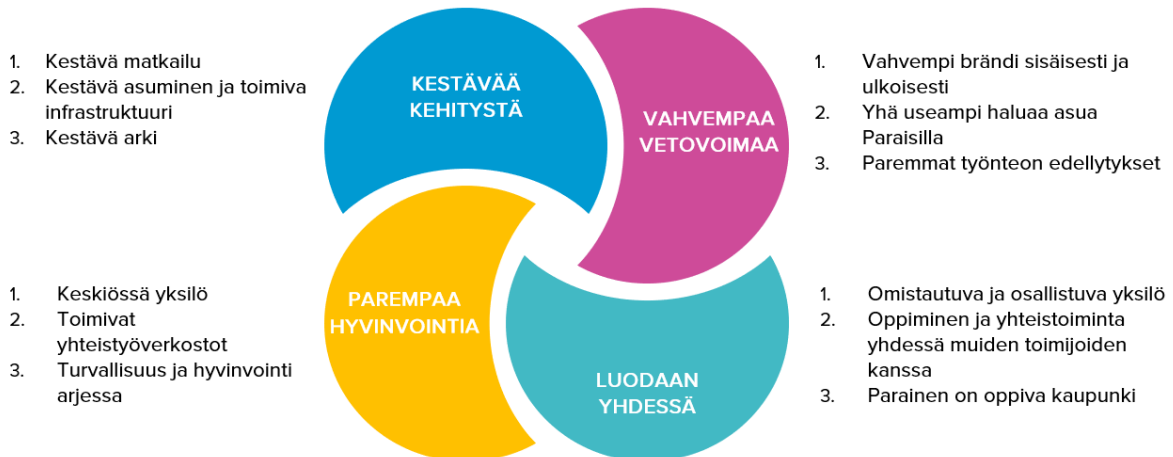 1. Kestävä matkailu
2. Kestävä asuminen ja toimiva
infrastruktuuri
3. Kestävä arki
KESTÄVÄÄ
KEHITYSTÄ
VAHVEMPAA
VETOVOIMAA
1. Vahvempi brändi sisäisesti ja
ulkoisesti
2. Yhä useampi haluaa asua
Paraisilla
3. Paremmat työnteon edellytykset
1. Keskiössä yksilö
2. Toimivat
yhteistyöverkostot
3. Turvallisuus ja hyvinvointi
arjessa
PAREMPAA
HYVINVOINTIA
LUODAAN
YHDESSÄ
1. Omistautuva ja osallistuva yksilö
2. Oppiminen ja yhteistoiminta
yhdessä muiden toimijoiden
kanssa
3. Parainen on oppiva kaupunki